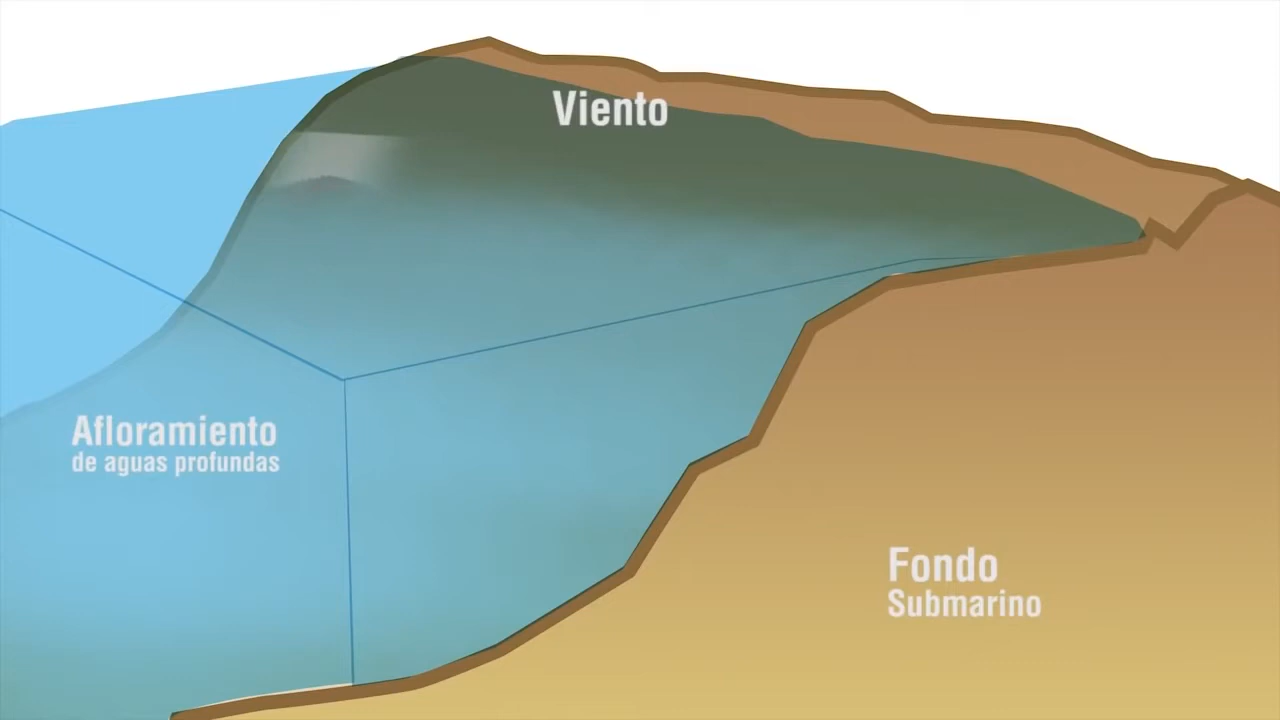 Viento
Afloramiento
de aguas profundas
Fondo
Submarino